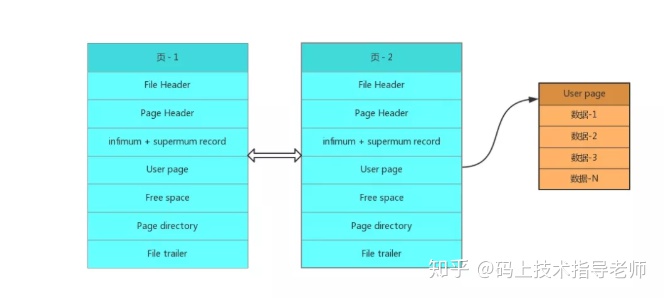 页 - 1
File Header
Page Header
infimum + supermum record
User page
Free space
Page directory
File trailer
页 - 2
File Header
Page Header
infimum + supermum record
User page
Free space
Page directory
File trailer
User page
数据-1
数据-2
数据-3
数据-N
知乎 @码上技术指导老师